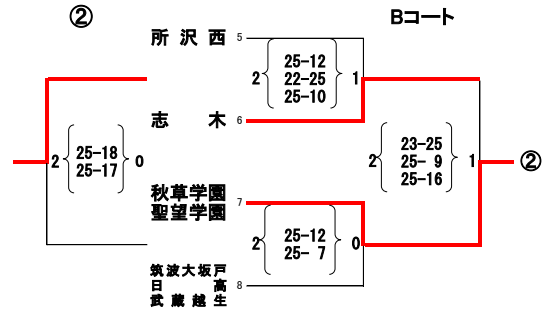 ② Bコート
所沢西 5
2 25-12 1
22-25
25-10
志木 6
2 25-18 0
25-17
2 23-25 1
25- 9
25-16
②
秋草学園 7
聖望学園
2 25-12 0
25- 7
筑波大坂戸
日高 8
武蔵越生